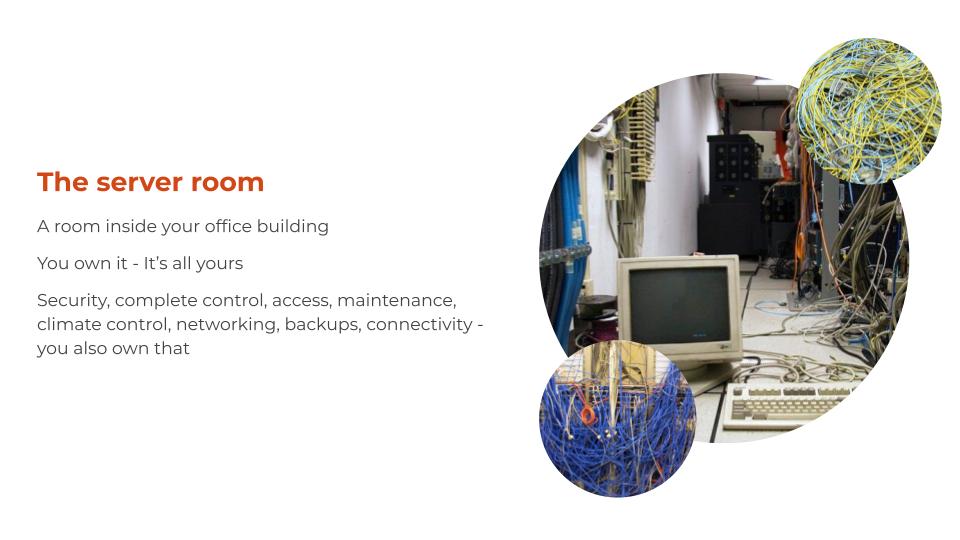 The server room
A room inside your office building
You own it - It’s all yours
Security, complete control, access, maintenance,
climate control, networking, backups, connectivity -
you also own that